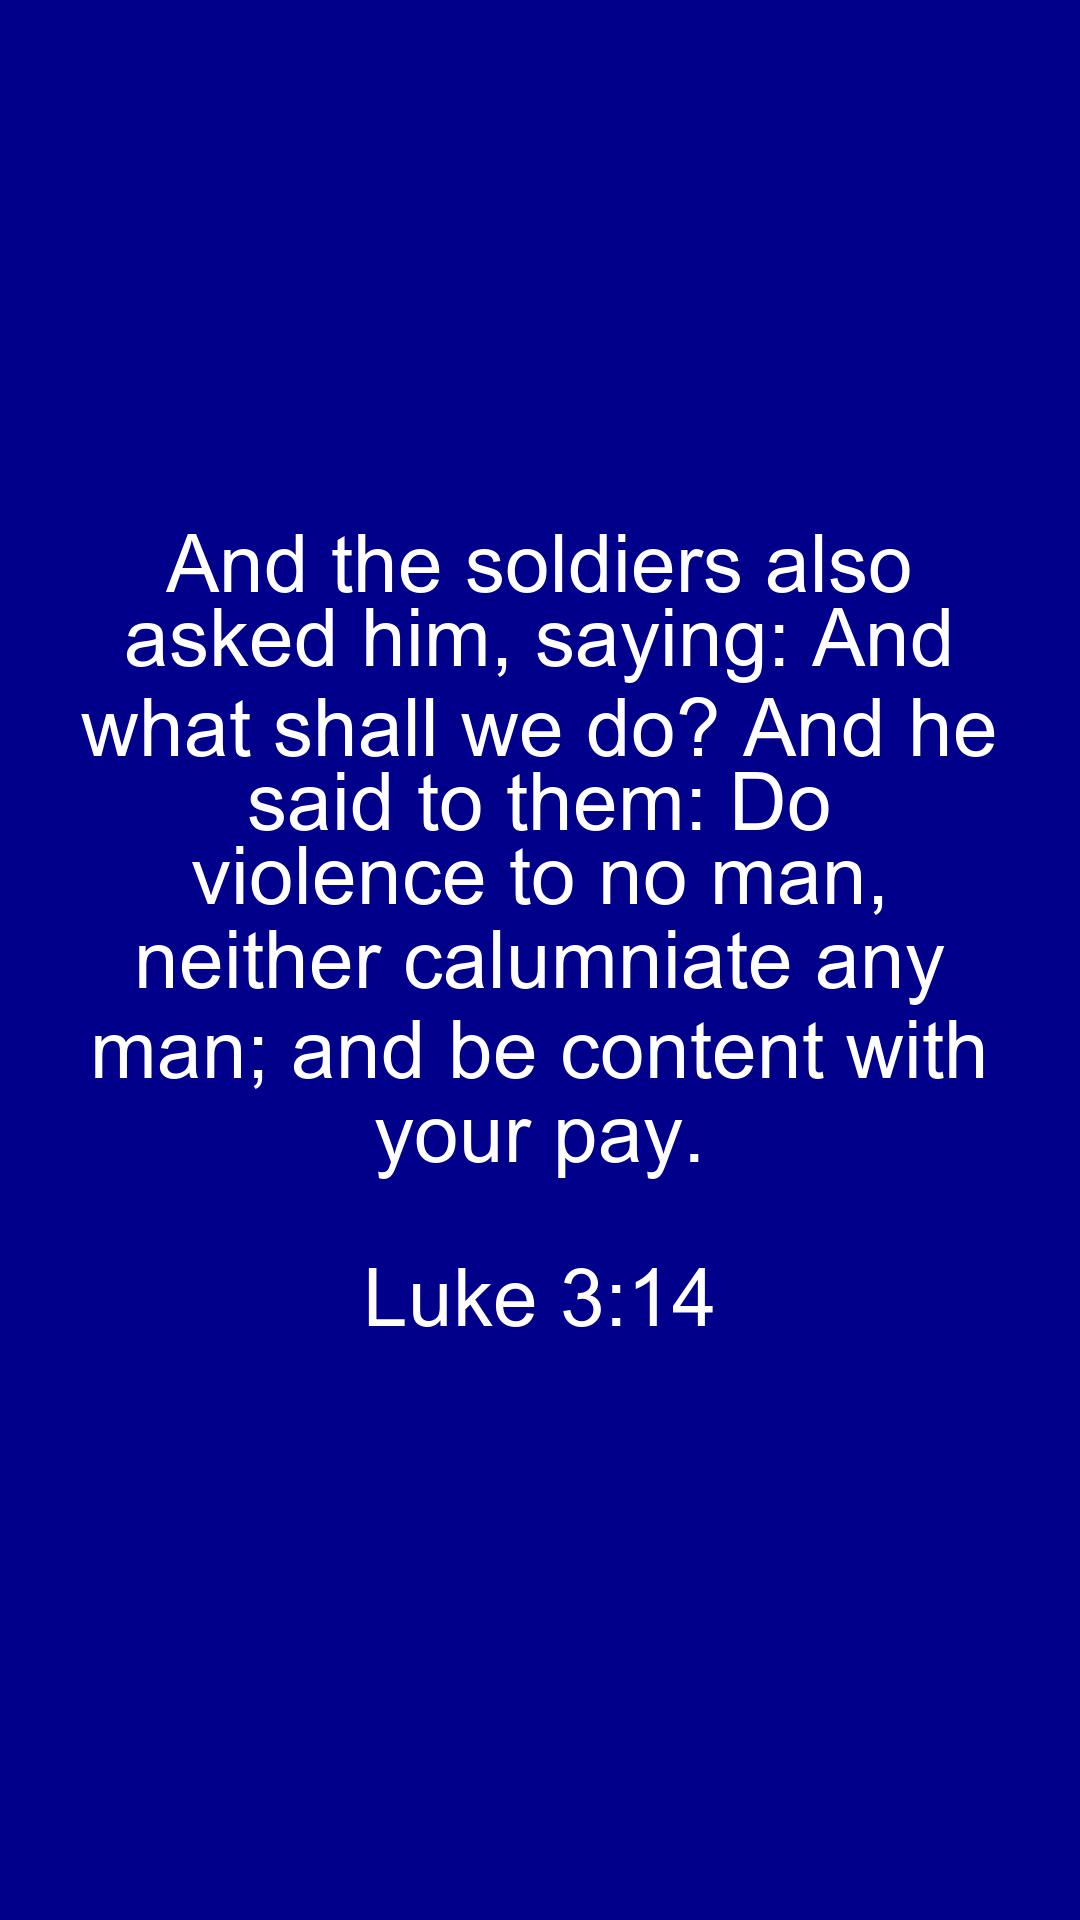 And the soldiers also
asked him, saying: And
what shall we do? And he
said to them: Do
violence to no man,
neither calumniate any
man; and be content with
your pay.
Luke 3:14